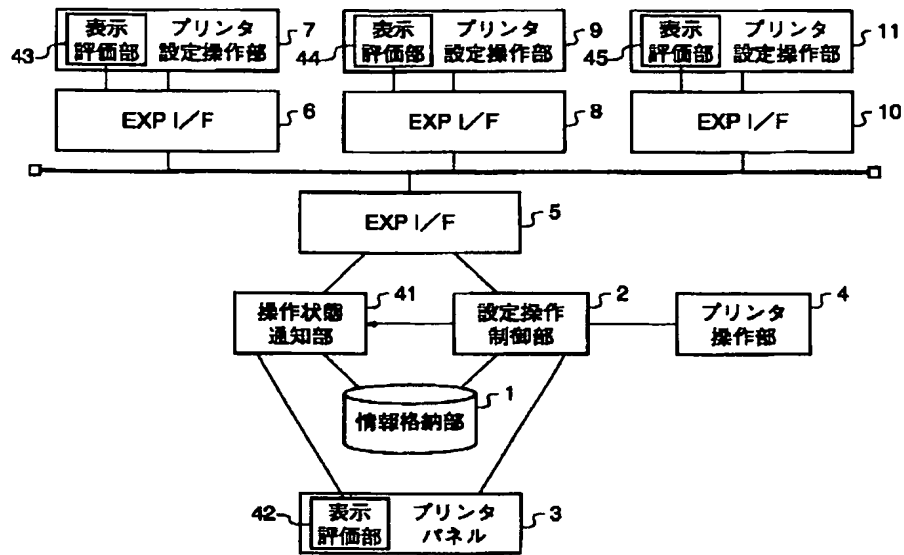 表示
評価部
43
プリンタ
設定操作部
7
表示
評価部
44
プリンタ
設定操作部
9
表示
評価部
45
プリンタ
設定操作部
11
EXP I/F
6
EXP I/F
8
EXP I/F
10
EXP I/F
5
操作状態
通知部
41
設定操作
制御部
2
プリンタ
操作部
4
情報格納部
1
42
表示
評価部
プリンタ
パネル
3